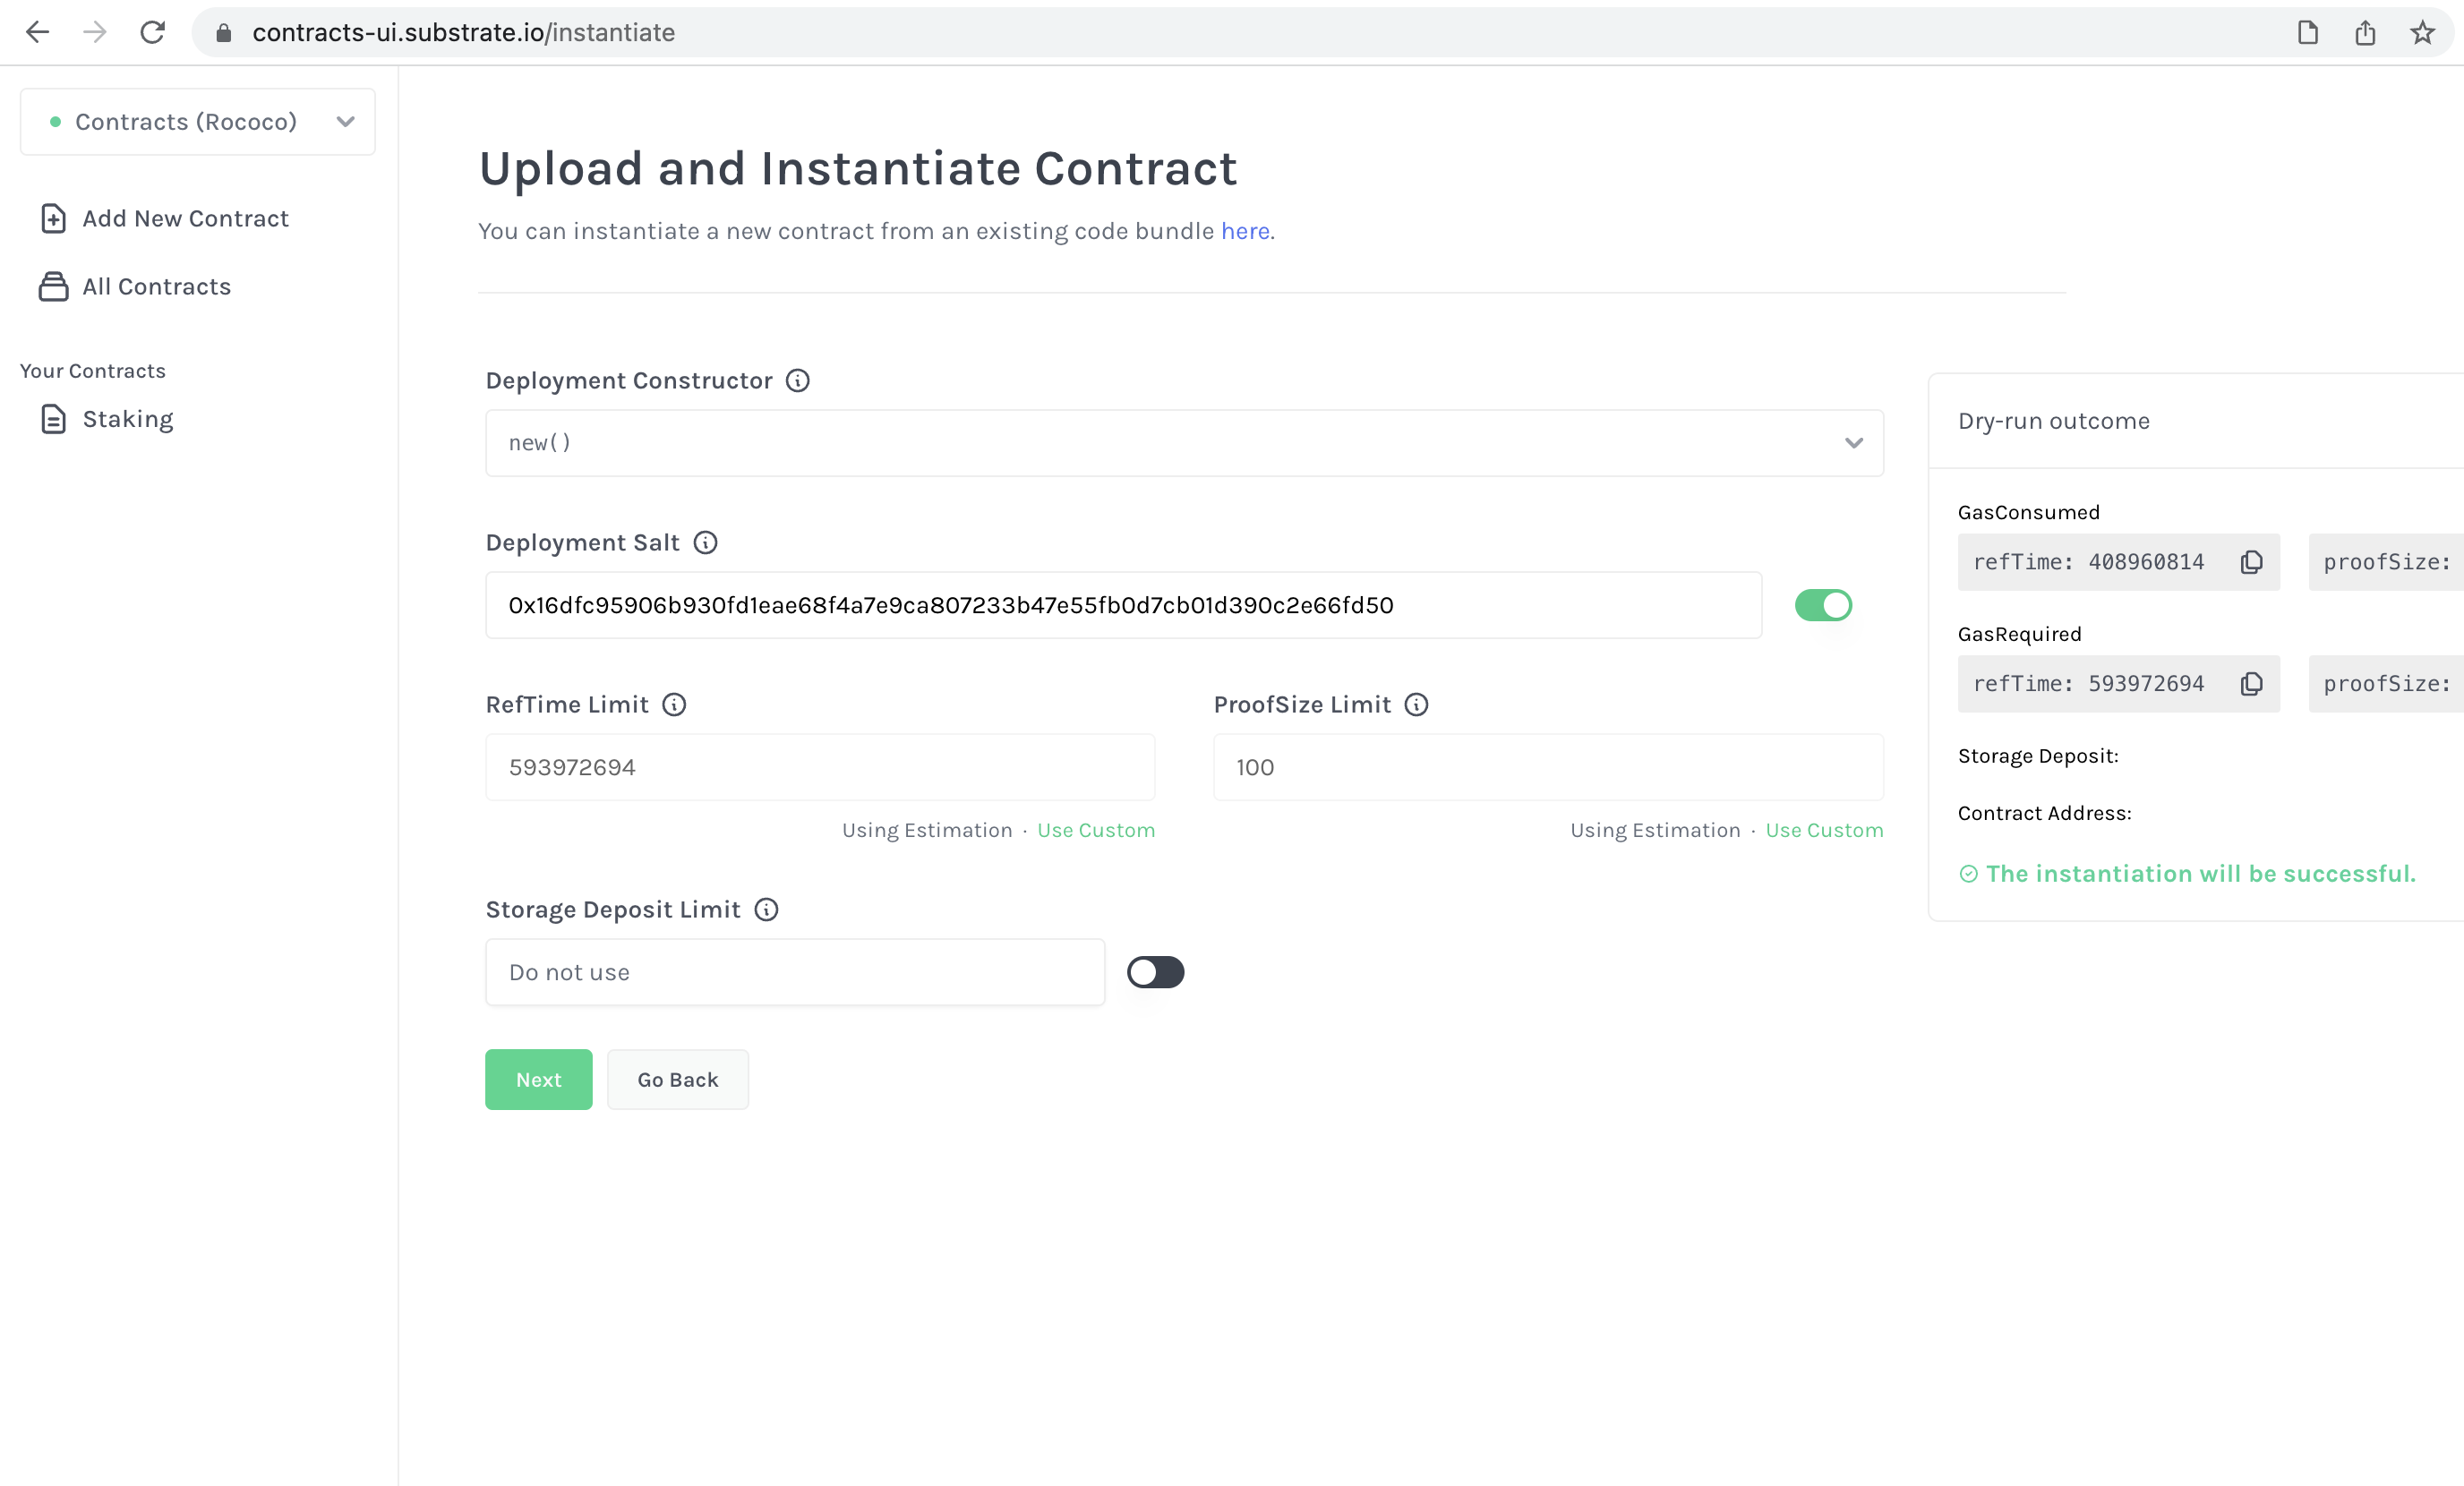 contracts-ui.substrate.io/instantiate
Contracts (Rococo)
Add New Contract
All Contracts
Your Contracts
Staking
Upload and Instantiate Contract
You can instantiate a new contract from an existing code bundle here.
Deployment Constructor
new()
Deployment Salt
0x16dfc95906b930fd1eae68f4a7e9ca807233b47e55fb0d7cb01d390c2e66fd50
RefTime Limit
593972694
Using Estimation · Use Custom
ProofSize Limit
100
Using Estimation · Use Custom
Storage Deposit Limit
Do not use
Next
Go Back
Dry-run outcome
GasConsumed
refTime: 408960814
proofSize:
GasRequired
refTime: 593972694
proofSize:
Storage Deposit:
Contract Address:
The instantiation will be successful.